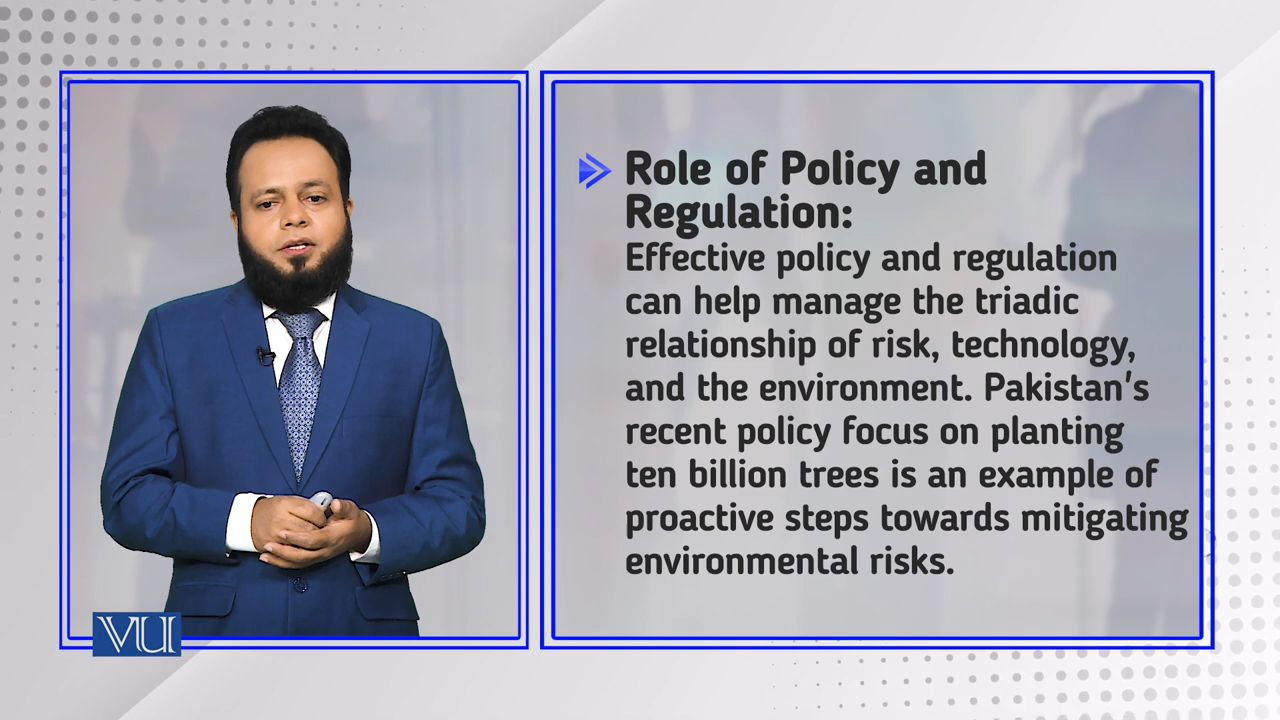 Role of Policy and
Regulation:
Effective policy and regulation
can help manage the triadic
relationship of risk, technology,
and the environment. Pakistan's
recent policy focus on planting
ten billion trees is an example of
proactive steps towards mitigating
environmental risks.
VU